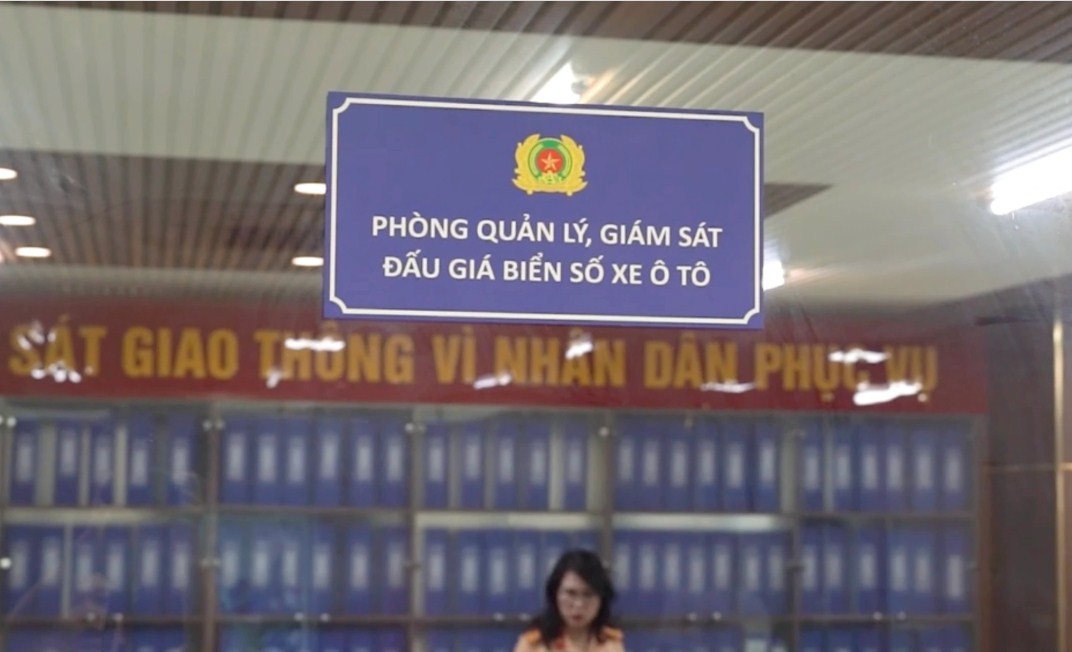 PHÒNG QUẢN LÝ, GIÁM SÁT
ĐẤU GIÁ BIỂN SỐ XE Ô TÔ
SÁT GIAO THÔNG VÌ NHÂN DÂN PHỤC VỤ